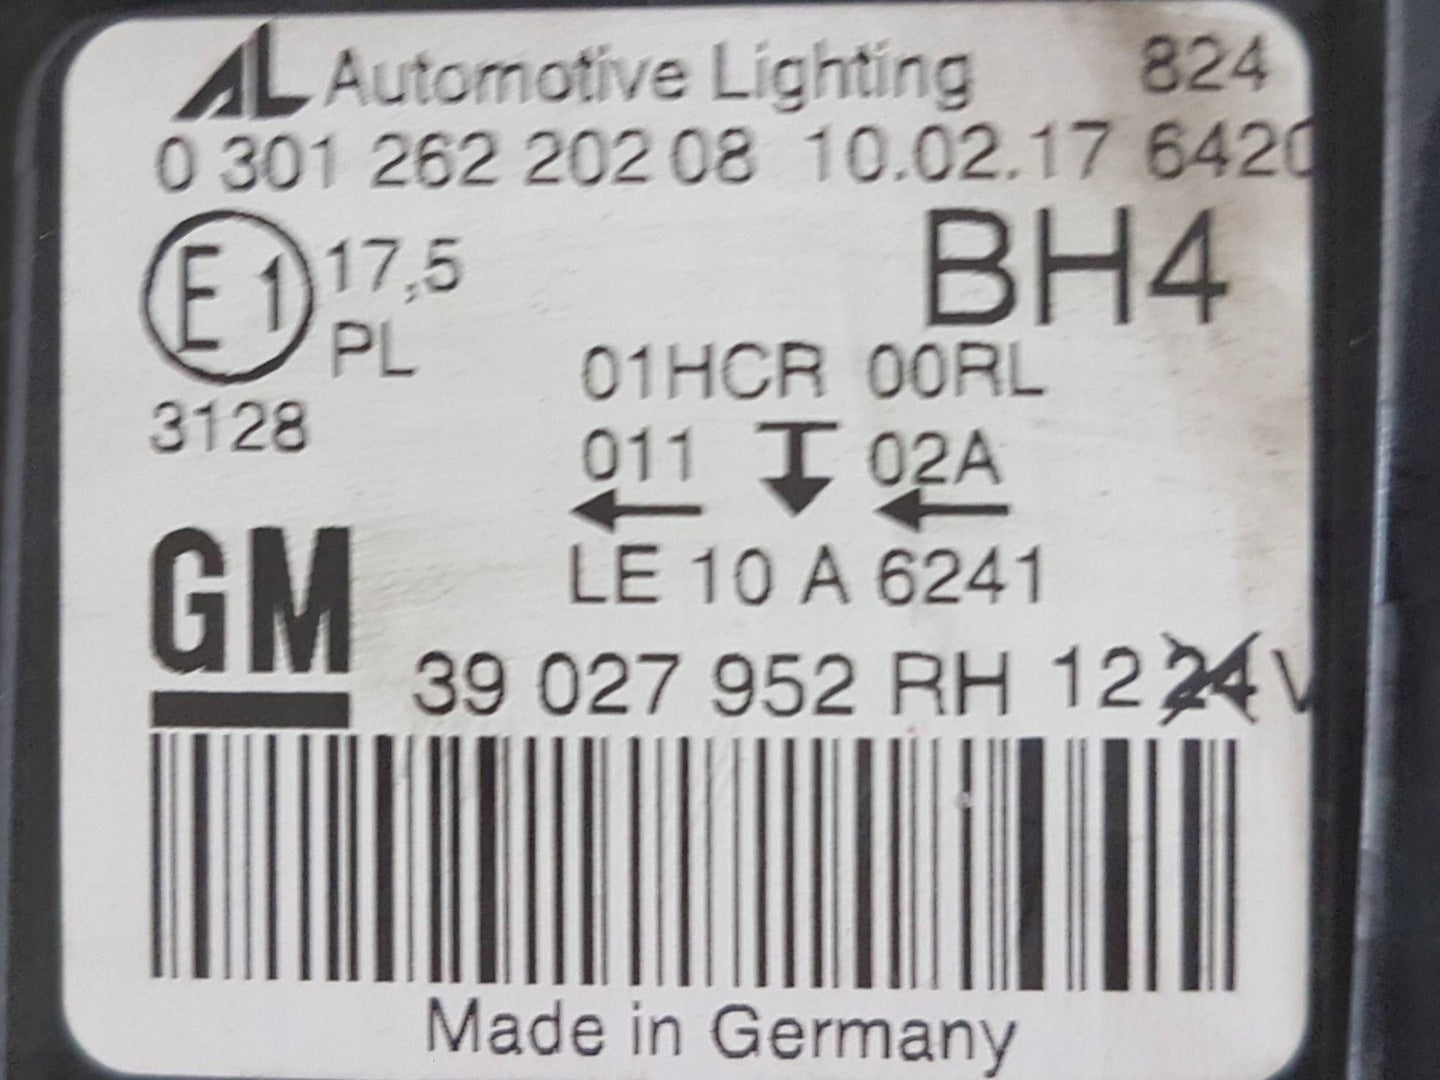 AL Automotive Lighting 824
0 301 262 202 08 10.02.17 6420
E1 17,5 BH4
PL
01HCR 00RL
3128
011 02A
LE 10 A 6241
GM
39 027 952 RH 12 24 V
Made in Germany